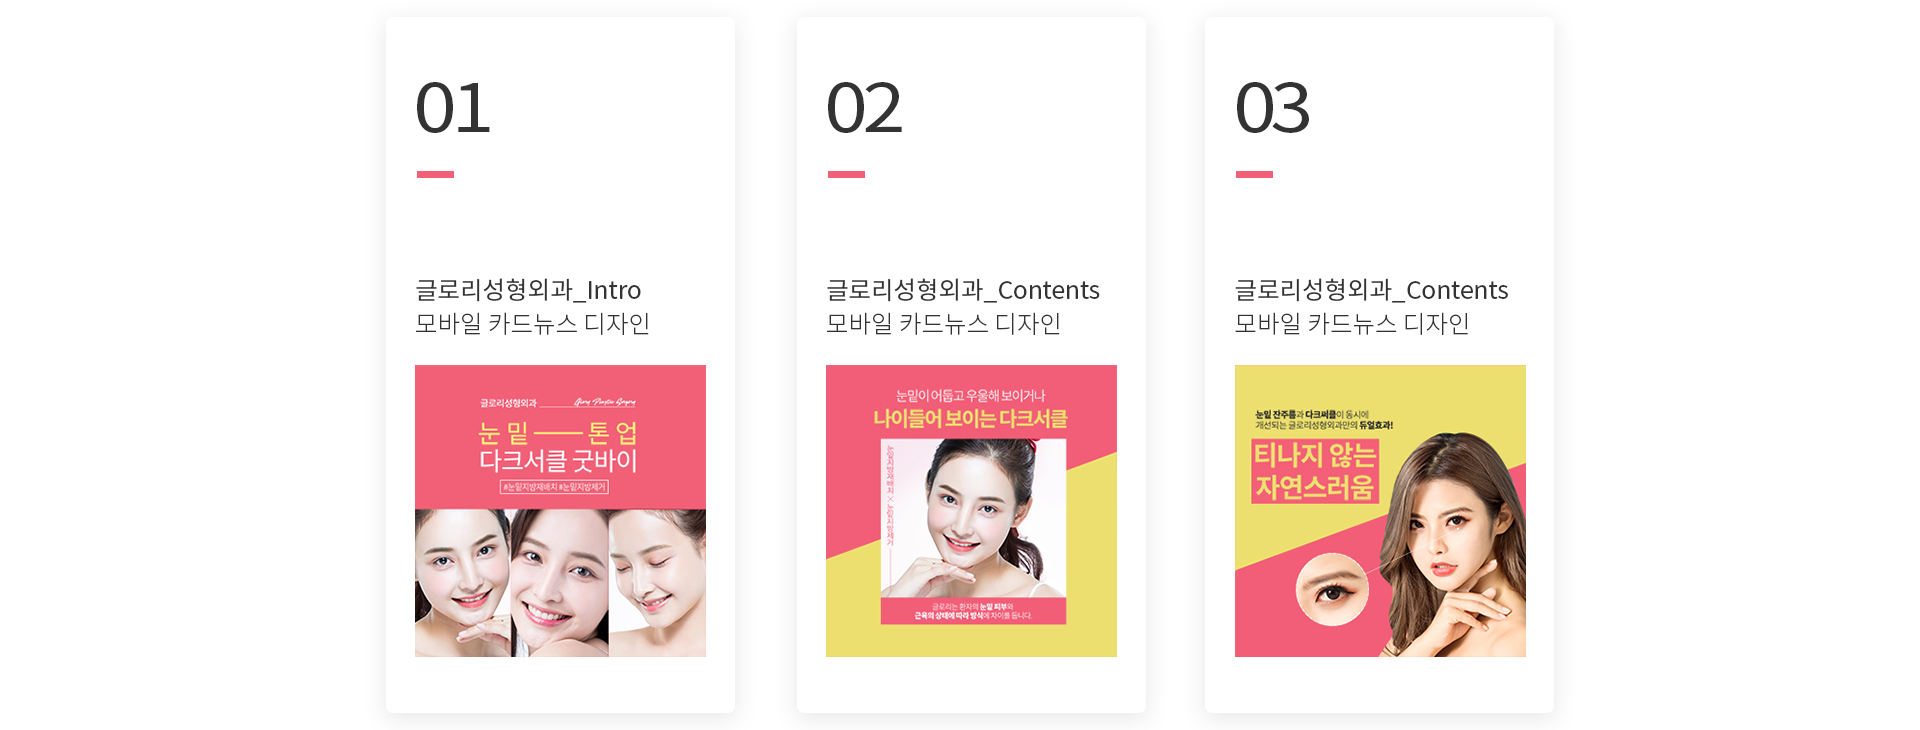 01
글로리성형외과_Intro
모바일 카드뉴스 디자인
글로리성형외과
Glory Plastic Surgery
눈 밑 톤 업
다크서클 굿바이
#눈밑지방재배치 #눈밑지방제거
02
글로리성형외과_Contents
모바일 카드뉴스 디자인
눈밑이 어둡고 우울해 보이거나
나이들어 보이는 다크서클
눈밑지방재배치 × 눈밑지방제거
글로리는 환자의 눈밑 피부와
근육의 상태에 따라 방식에 차이를 둡니다.
03
글로리성형외과_Contents
모바일 카드뉴스 디자인
눈밑 잔주름과 다크써클이 동시에
개선되는 글로리성형외과만의 듀얼효과!
티나지 않는
자연스러움